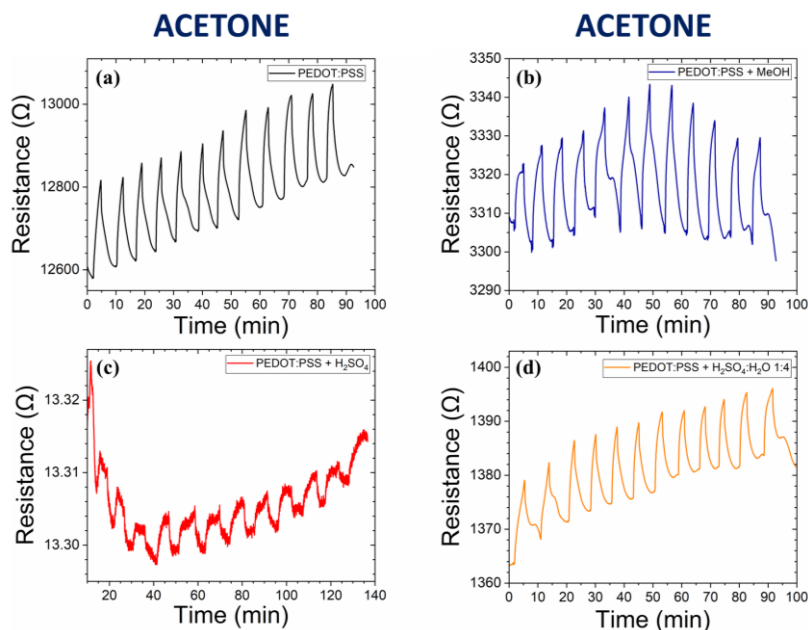 ACETONE
ACETONE
(a)
PEDOT:PSS
Resistance (Ω)
13000
12800
12600
0 10 20 30 40 50 60 70 80 90 100
Time (min)
(b)
PEDOT:PSS + MeOH
Resistance (Ω)
3350
3340
3330
3320
3310
3300
3290
0 10 20 30 40 50 60 70 80 90 100
Time (min)
(c)
PEDOT:PSS + H₂SO₄
Resistance (Ω)
13.32
13.31
13.30
20 40 60 80 100 120 140
Time (min)
(d)
PEDOT:PSS + H₂SO₄:H₂O 1:4
Resistance (Ω)
1400
1390
1380
1370
1360
0 10 20 30 40 50 60 70 80 90 100
Time (min)